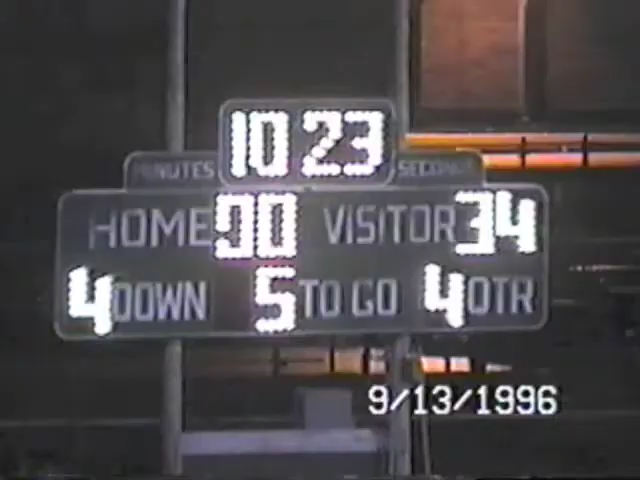 10 23
MINUTES SECONDS
HOME 00 VISITOR 34
4 DOWN 5 TO GO 4 QTR
9/13/1996